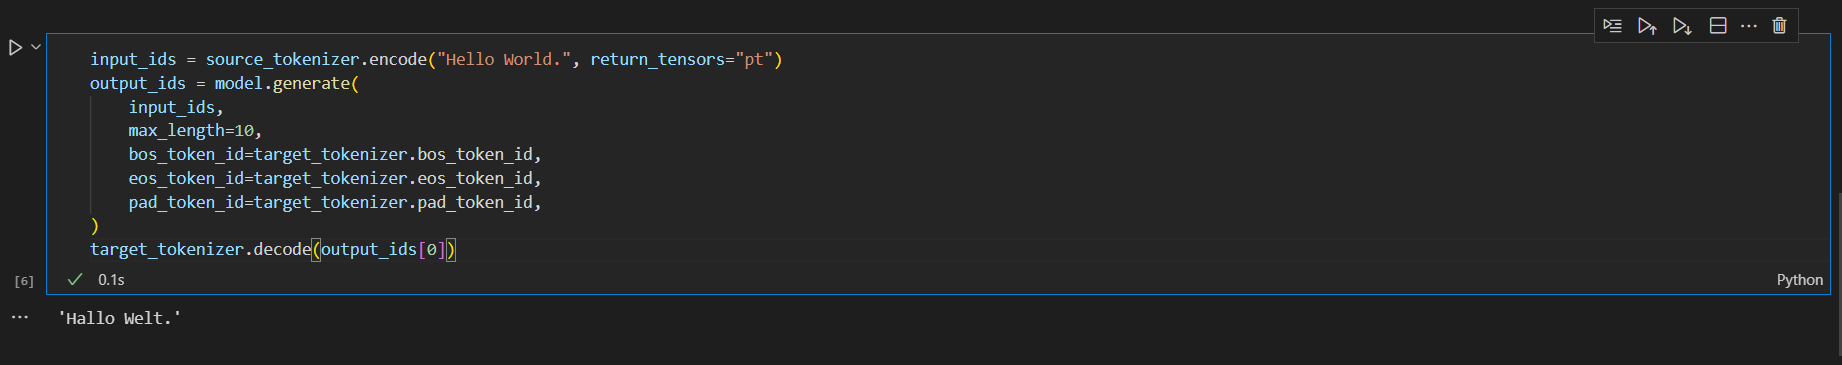 input_ids = source_tokenizer.encode("Hello World.", return_tensors="pt")
output_ids = model.generate(
    input_ids,
    max_length=10,
    bos_token_id=target_tokenizer.bos_token_id,
    eos_token_id=target_tokenizer.eos_token_id,
    pad_token_id=target_tokenizer.pad_token_id,
)
target_tokenizer.decode(output_ids[0])
[6] 0.1s Python
'Hallo Welt.'